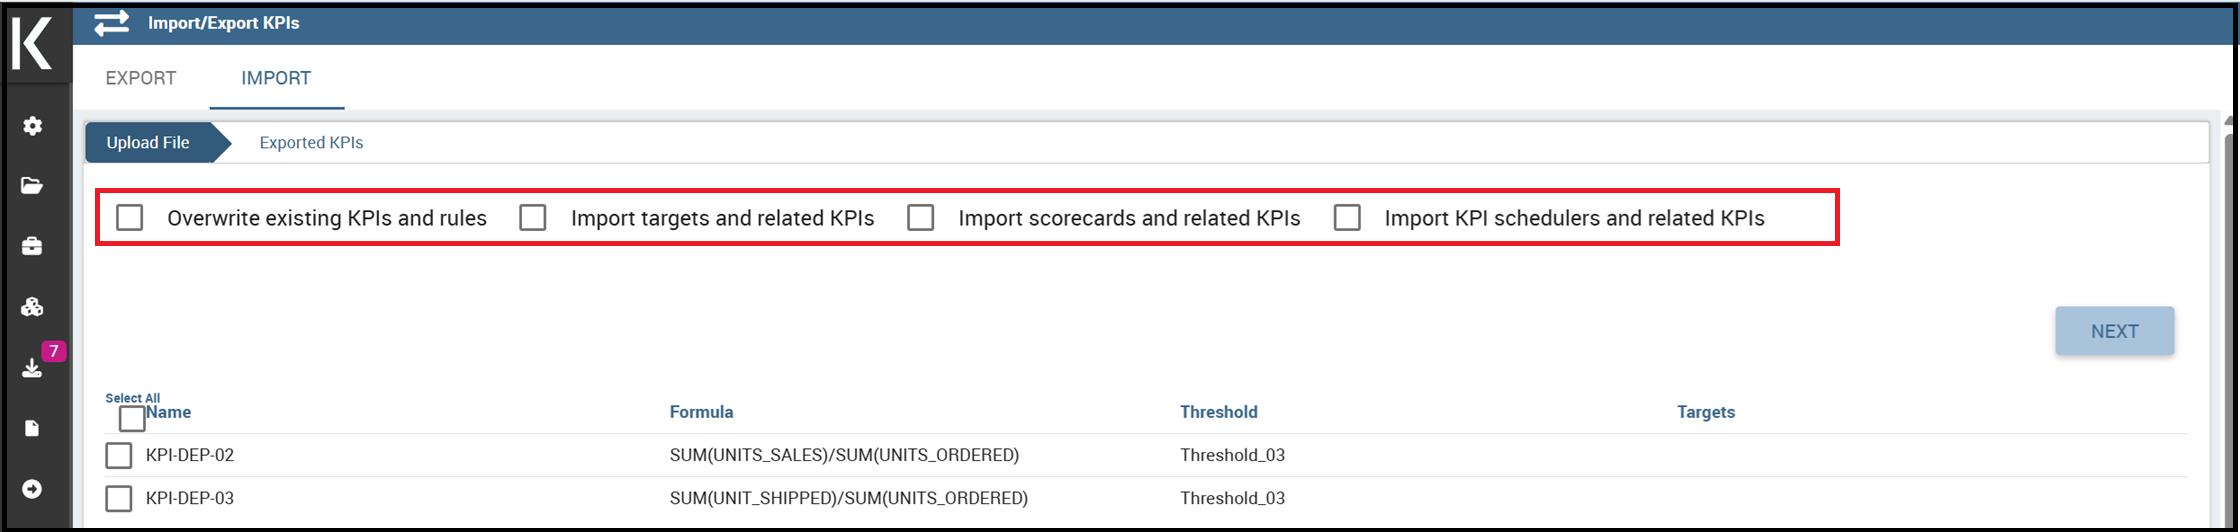 K
Import/Export KPIs
EXPORT IMPORT
Upload File Exported KPIs
Overwrite existing KPIs and rules Import targets and related KPIs Import scorecards and related KPIs Import KPI schedulers and related KPIs
NEXT
7
Select All
Name Formula Threshold Targets
KPI-DEP-02 SUM(UNITS_SALES)/SUM(UNITS_ORDERED) Threshold_03
KPI-DEP-03 SUM(UNIT_SHIPPED)/SUM(UNITS_ORDERED) Threshold_03